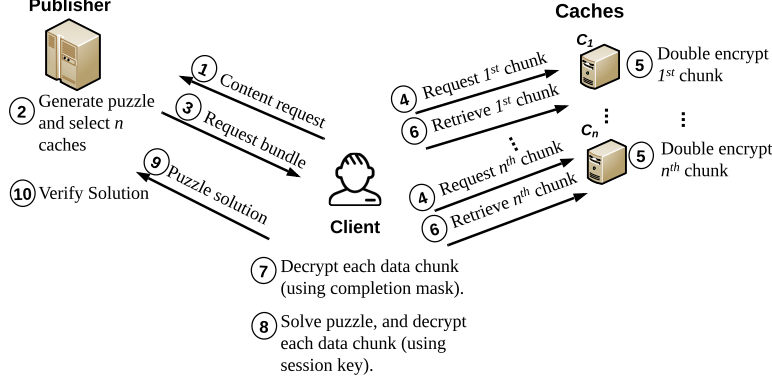 Publisher
Caches
1 Content request
2 Generate puzzle
and select n
caches
3 Request bundle
9 Puzzle solution
10 Verify Solution
Client
4 Request 1st chunk
6 Retrieve 1st chunk
C1
5 Double encrypt
1st chunk
4 Request nth chunk
6 Retrieve nth chunk
Cn
5 Double encrypt
nth chunk
7 Decrypt each data chunk
(using completion mask).
8 Solve puzzle, and decrypt
each data chunk (using
session key).